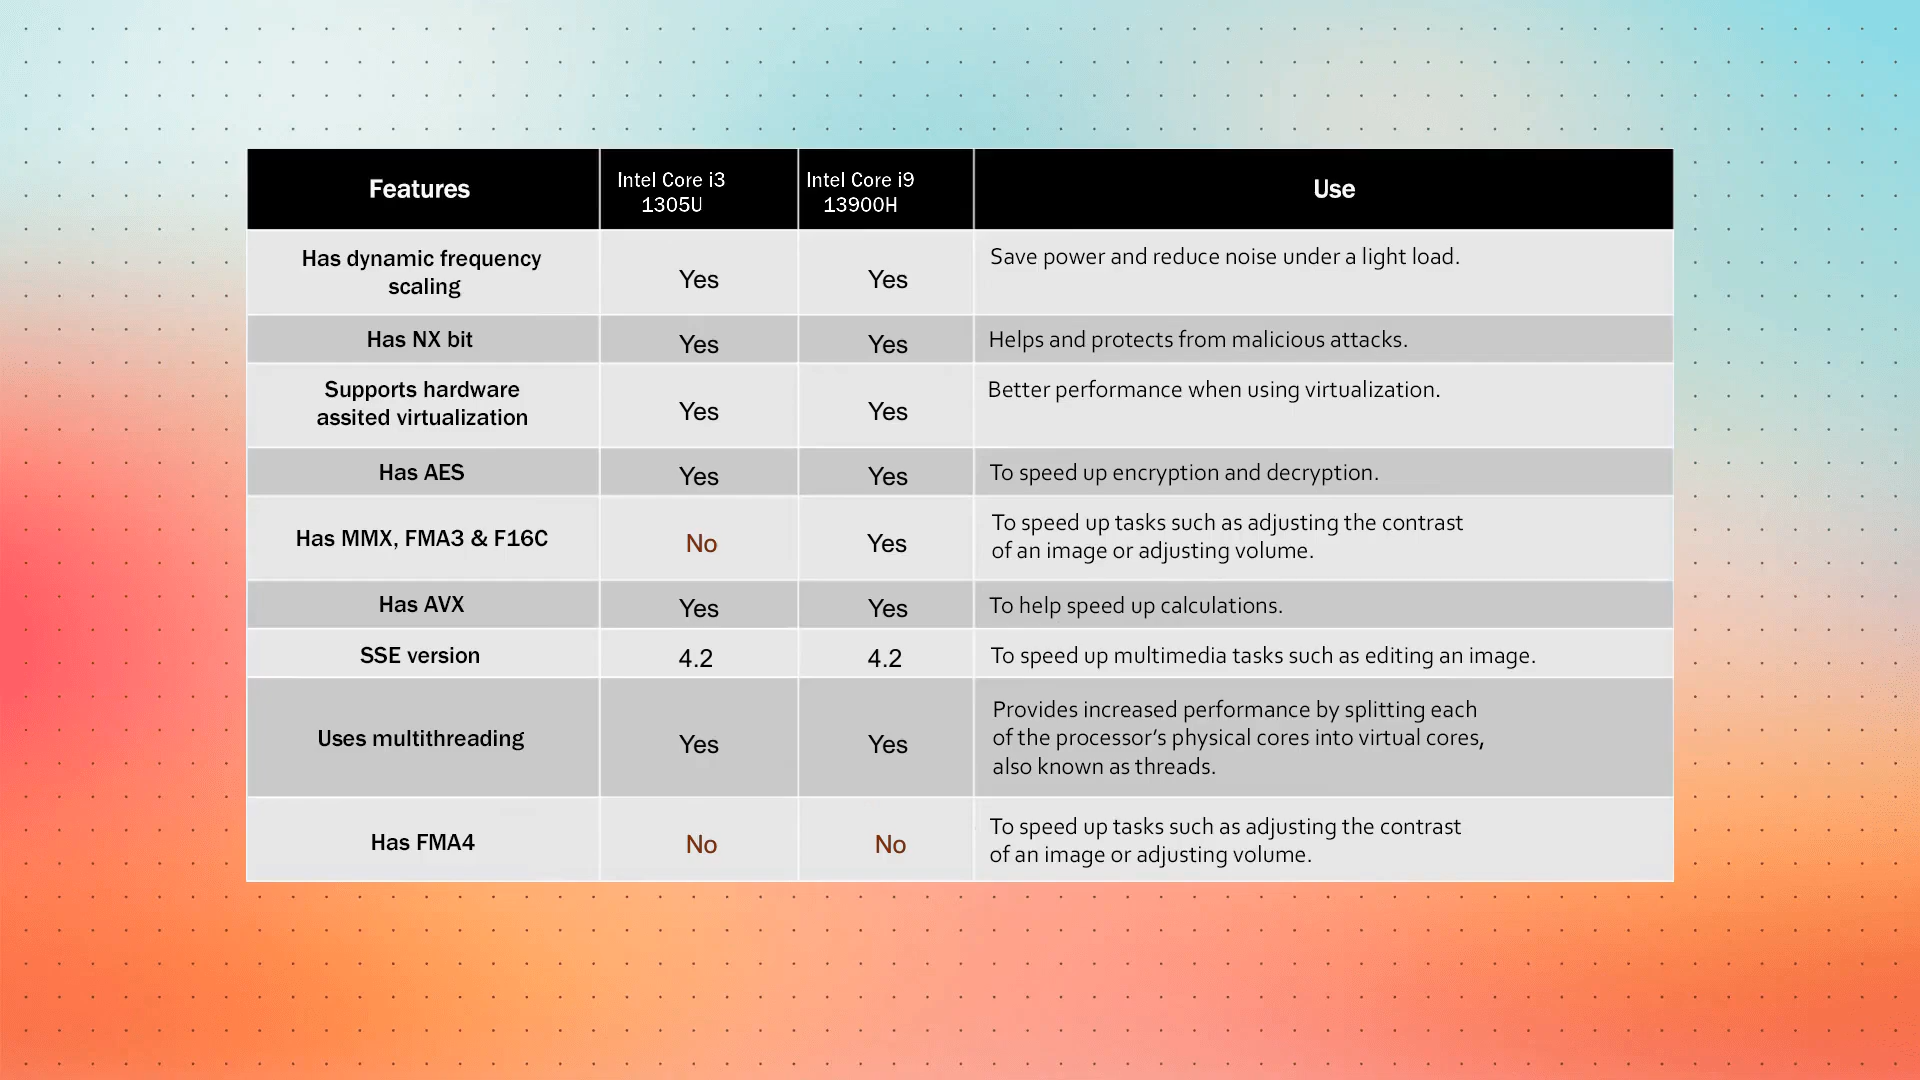 Features
Intel Core i3
1305U
Intel Core i9
13900H
Use
Has dynamic frequency
scaling
Yes
Yes
Save power and reduce noise under a light load.
Has NX bit
Yes
Yes
Helps and protects from malicious attacks.
Supports hardware
assited virtualization
Yes
Yes
Better performance when using virtualization.
Has AES
Yes
Yes
To speed up encryption and decryption.
Has MMX, FMA3 & F16C
No
Yes
To speed up tasks such as adjusting the contrast
of an image or adjusting volume.
Has AVX
Yes
Yes
To help speed up calculations.
SSE version
4.2
4.2
To speed up multimedia tasks such as editing an image.
Uses multithreading
Yes
Yes
Provides increased performance by splitting each
of the processor’s physical cores into virtual cores,
also known as threads.
Has FMA4
No
No
To speed up tasks such as adjusting the contrast
of an image or adjusting volume.